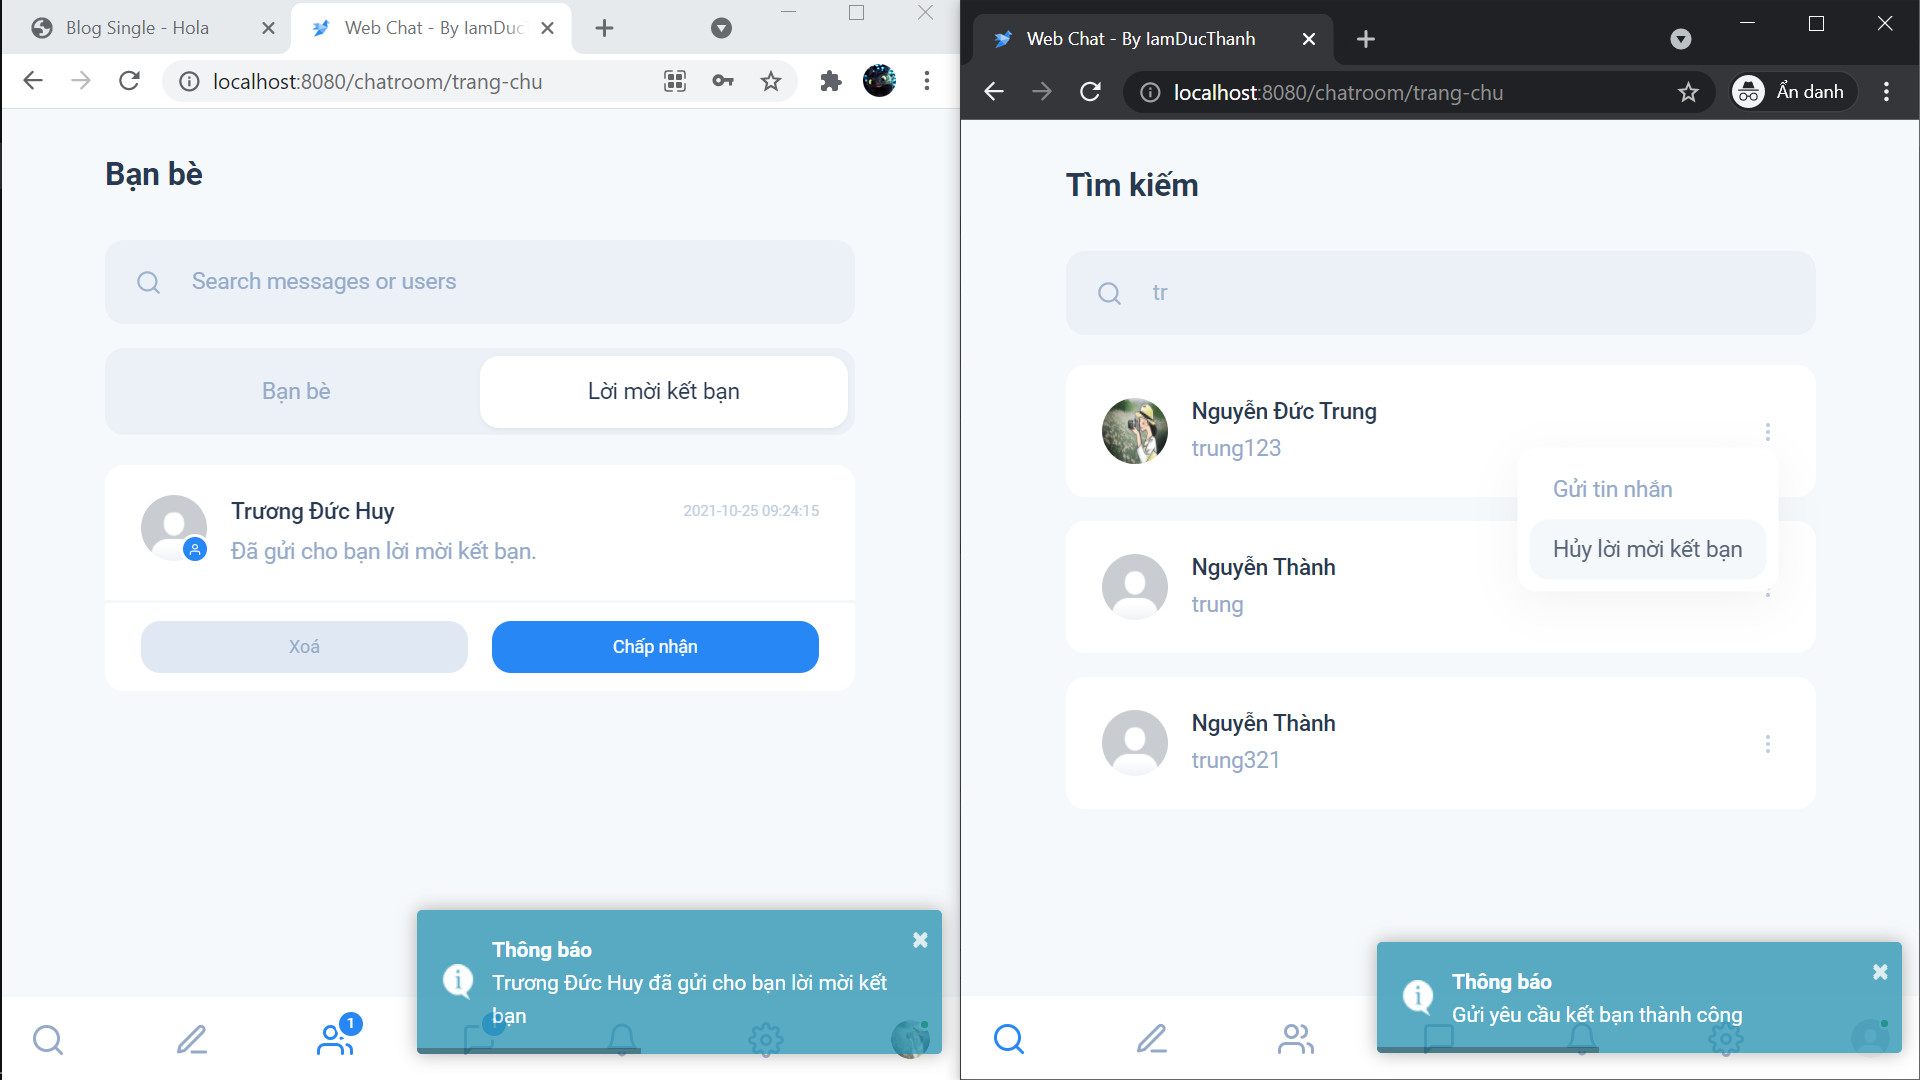 Blog Single - Hola
Web Chat - By IamDuc
localhost:8080/chatroom/trang-chu
Bạn bè
Search messages or users
Bạn bè
Lời mời kết bạn
Trương Đức Huy
2021-10-25 09:24:15
Đã gửi cho bạn lời mời kết bạn.
Xoá
Chấp nhận
Thông báo
Trương Đức Huy đã gửi cho bạn lời mời kết
bạn
1
Web Chat - By IamDucThanh
localhost:8080/chatroom/trang-chu
Ẩn danh
Tìm kiếm
tr
Nguyễn Đức Trung
trung123
Gửi tin nhắn
Hủy lời mời kết bạn
Nguyễn Thành
trung
Nguyễn Thành
trung321
Thông báo
Gửi yêu cầu kết bạn thành công